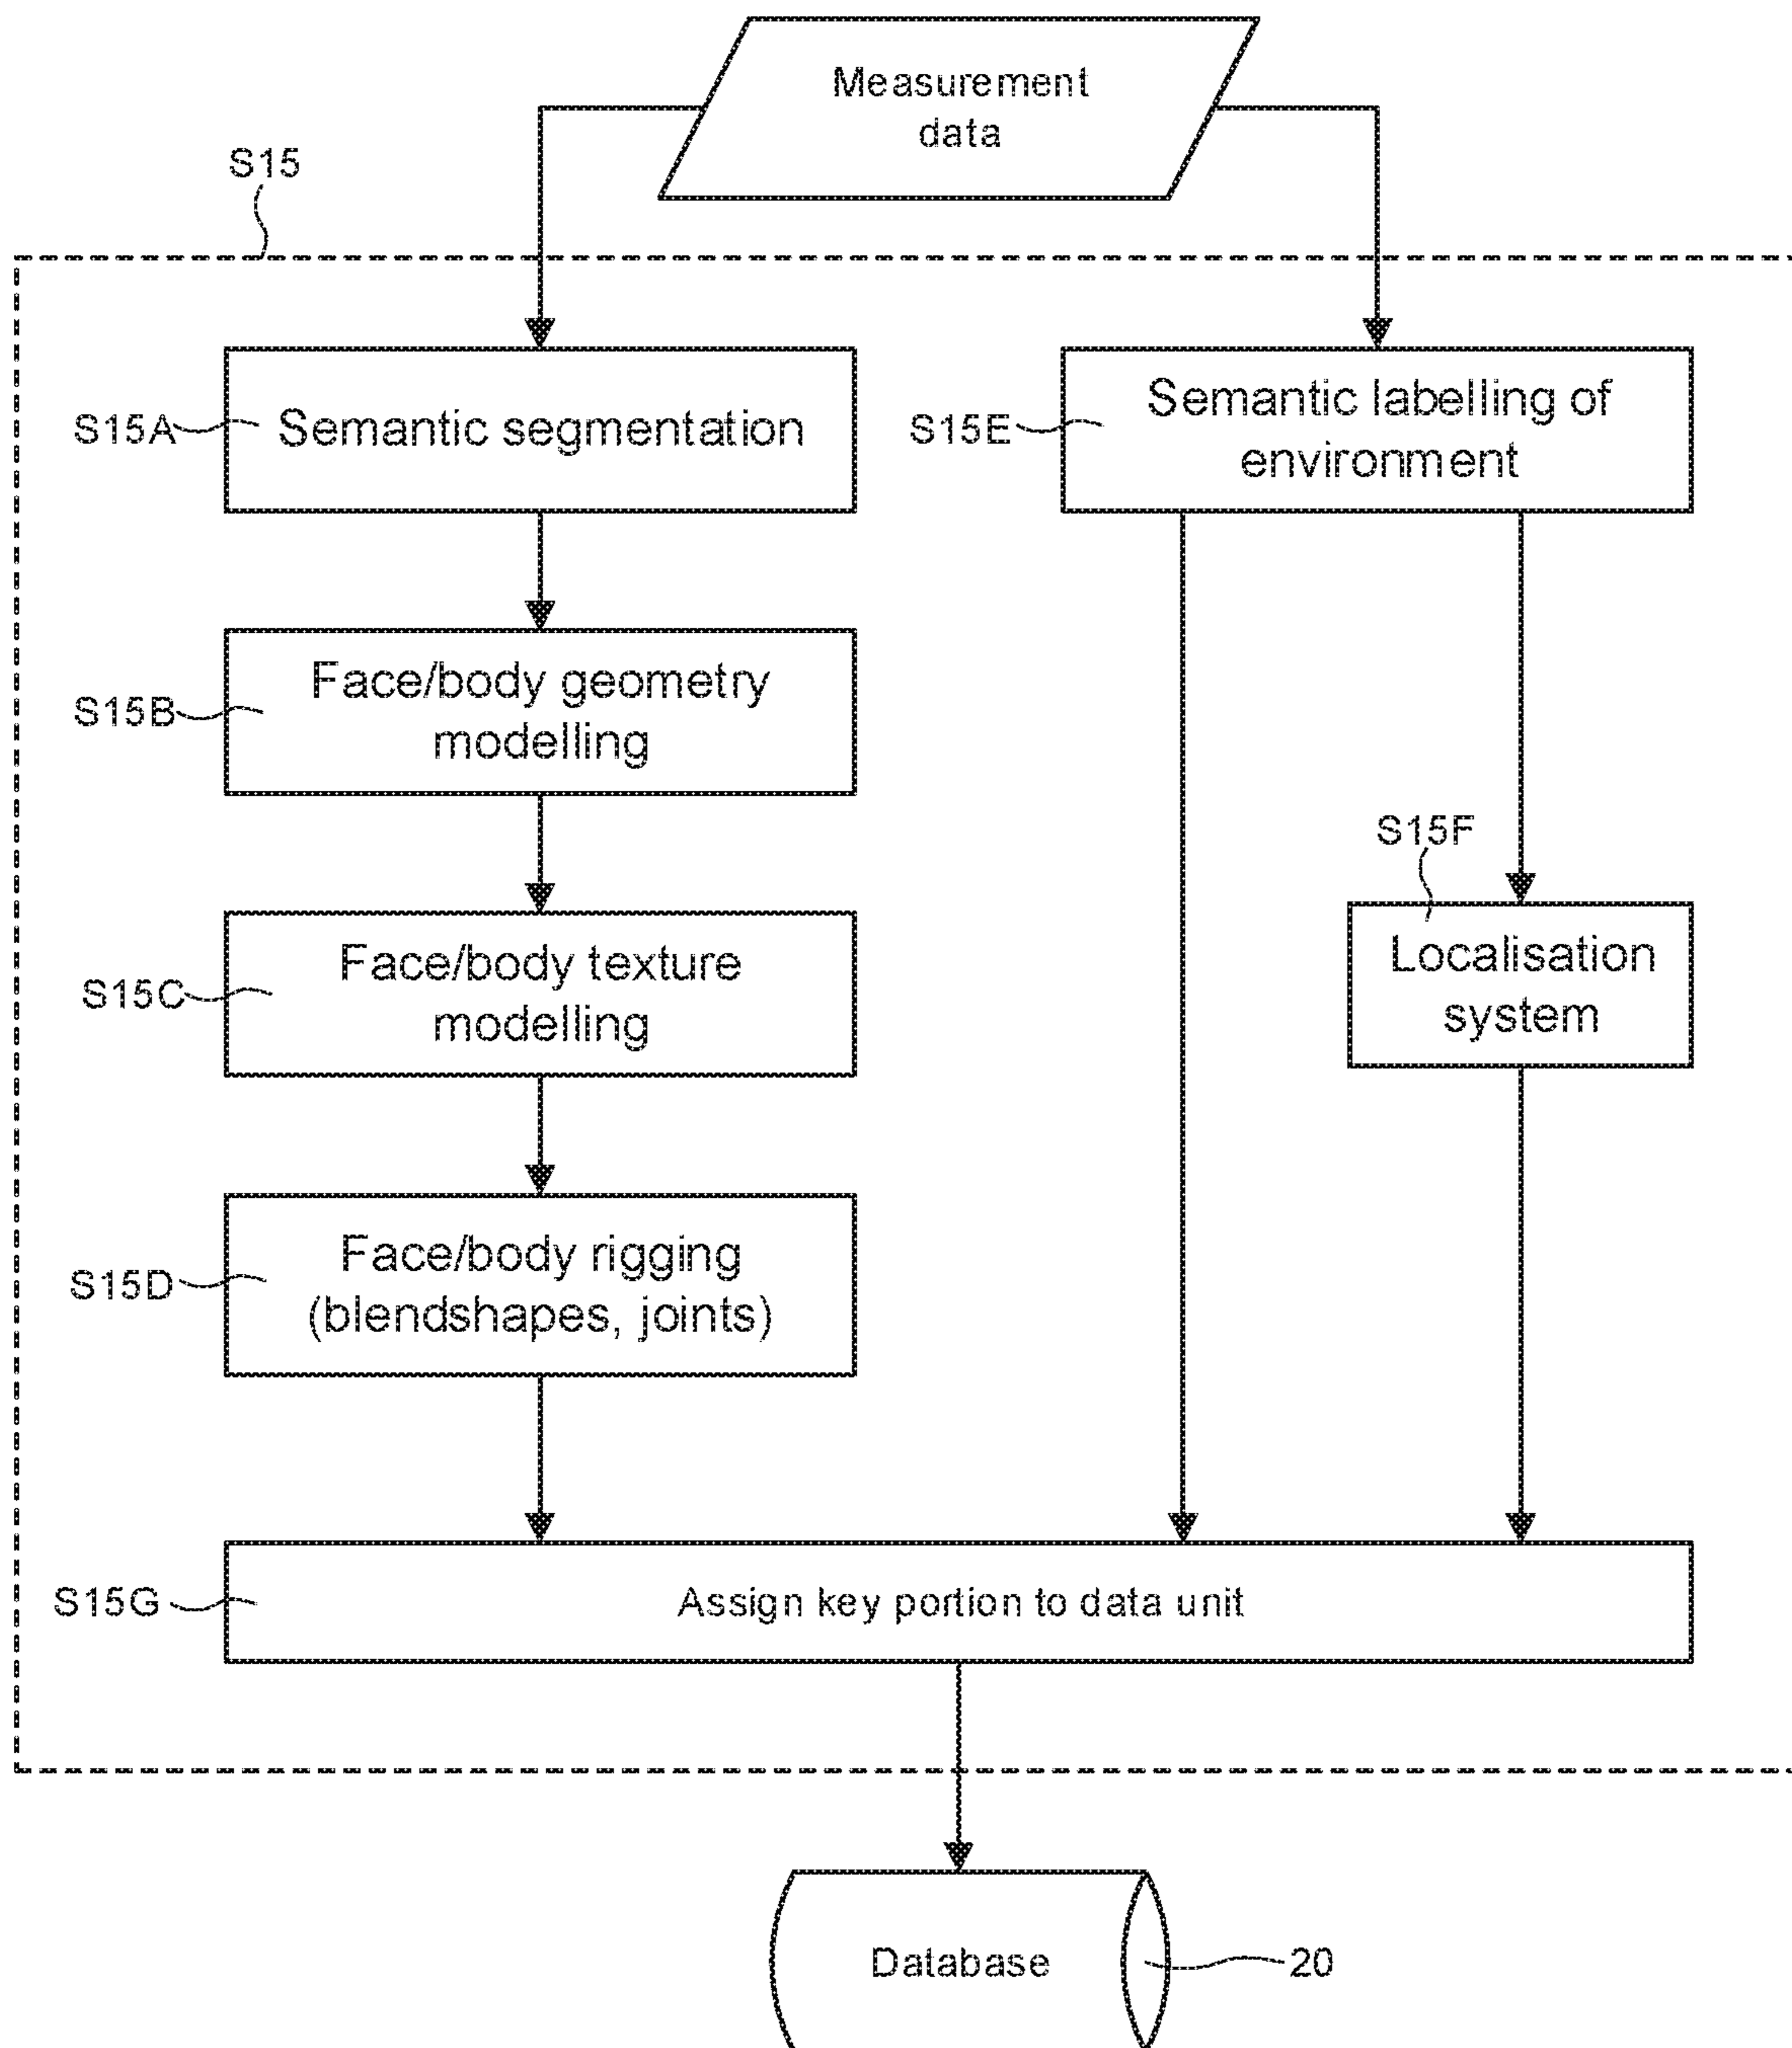 Measurement
data
S15
S15A
Semantic segmentation
S15E
Semantic labelling of
environment
S15B
Face/body geometry
modelling
S15F
Localisation
system
S15C
Face/body texture
modelling
S15D
Face/body rigging
(blendshapes, joints)
S15G
Assign key portion to data unit
Database
20